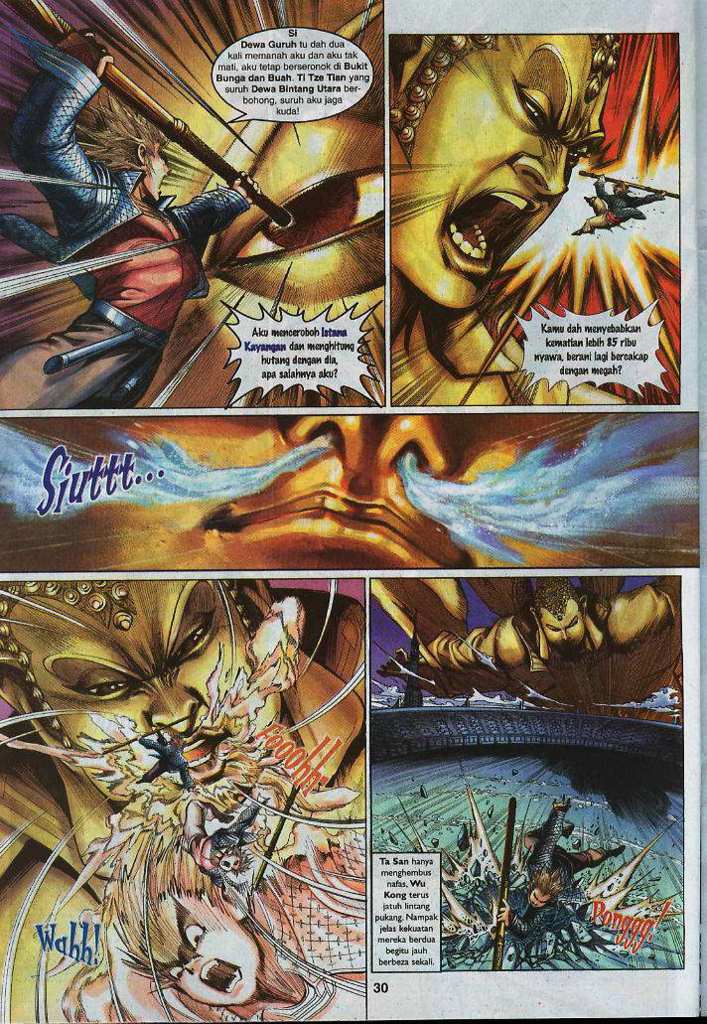 Si
Dewa Guruh tu dah dua
kali memanah aku dan aku tak
mati, aku tetap berseronok di Bukit
Bunga dan Buah. Ti Tze Tian yang
suruh Dewa Bintang Utara ber-
bohong, suruh aku jaga
kuda!
Aku menceroboh Istana
Kayangan dan menghitung
hutang dengan dia,
apa salahnya aku?
Kamu dah menyebabkan
kematian lebih 85 ribu
nyawa, berani lagi bercakap
dengan megah?
Siuttt...
Foooh!!
Wahh!
Ta San hanya
menghembus
nafas, Wu
Kong terus
jatuh lintang
pukang. Nampak
jelas kekuatan
mereka berdua
begitu jauh
berbeza sekali.
Ponggg!
30